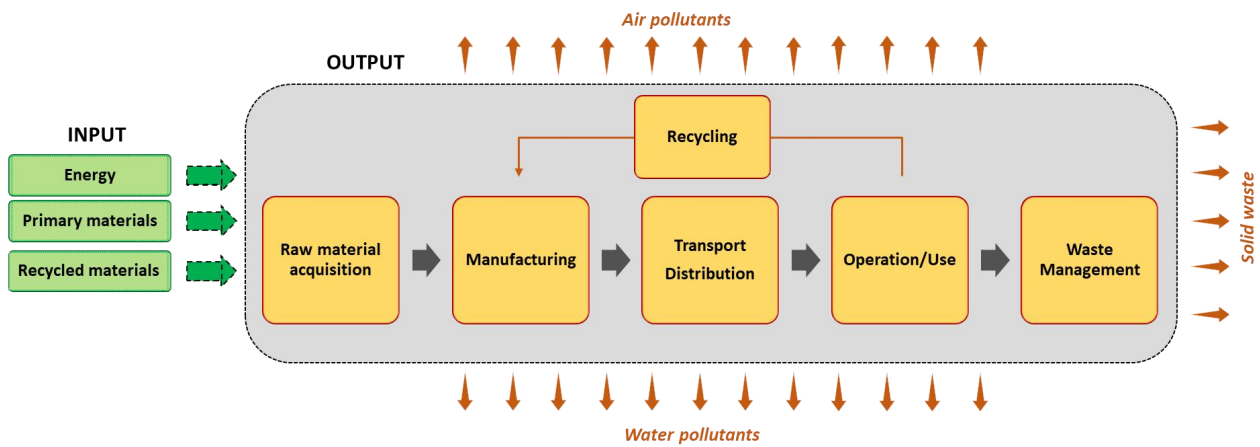 Air pollutants
OUTPUT
INPUT
Energy
Primary materials
Recycled materials
Recycling
Raw material
acquisition
Manufacturing
Transport
Distribution
Operation/Use
Waste
Management
Solid waste
Water pollutants